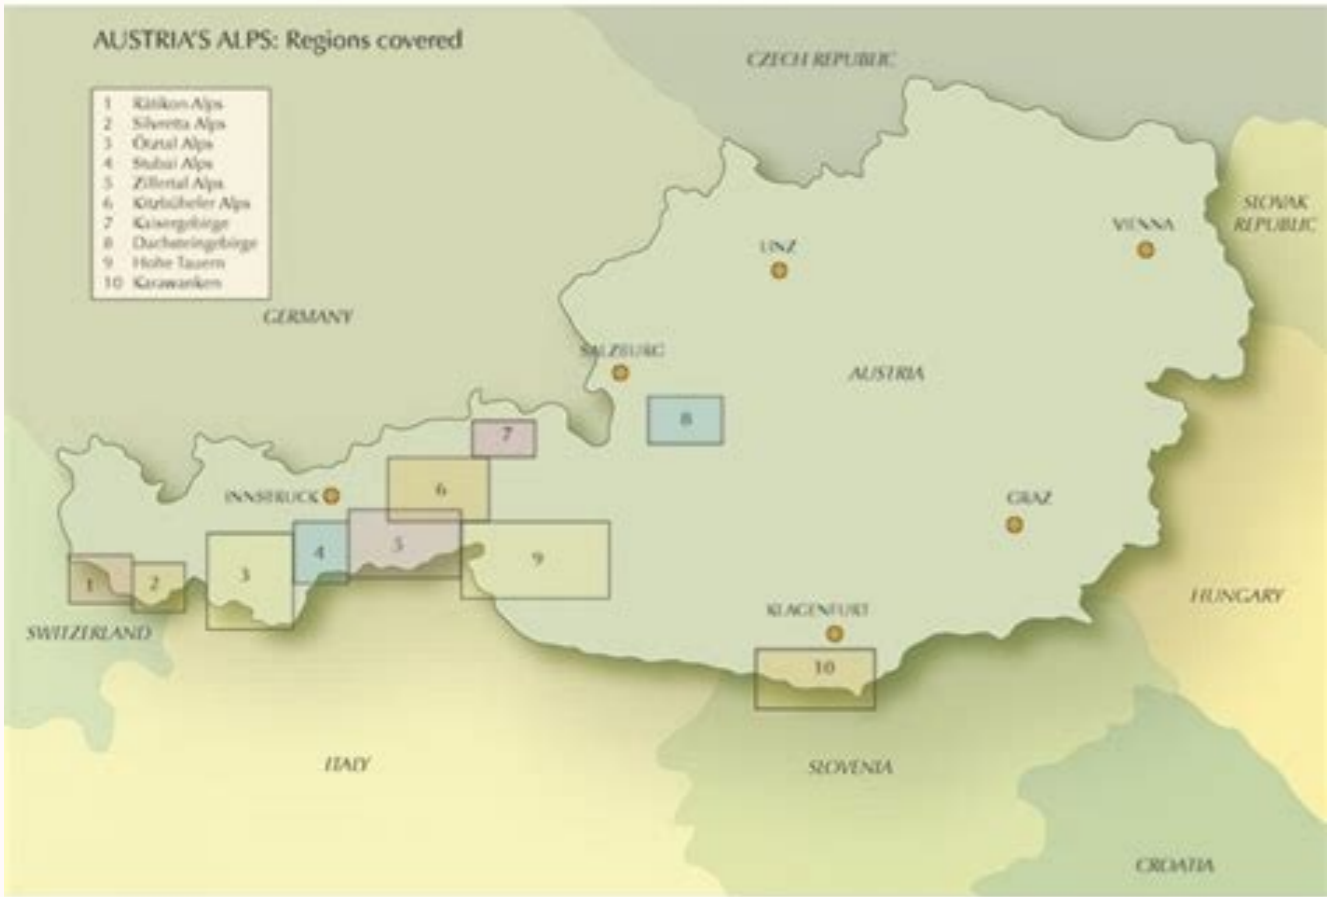 AUSTRIA'S ALPS: Regions covered
1 Rätikon Alps
2 Silvretta Alps
3 Ötztal Alps
4 Stubai Alps
5 Zillertal Alps
6 Kitzbüheler Alps
7 Kaisergebirge
8 Dachsteingebirge
9 Hohe Tauern
10 Karawanken
CZECH REPUBLIC
SLOVAK
REPUBLIC
VIENNA
LINZ
GERMANY
SALZBURG
AUSTRIA
8
7
6
INNSBRUCK
GRAZ
5
4
9
3
2
1
HUNGARY
KLAGENFURT
SWITZERLAND
10
ITALY
SLOVENIA
CROATIA